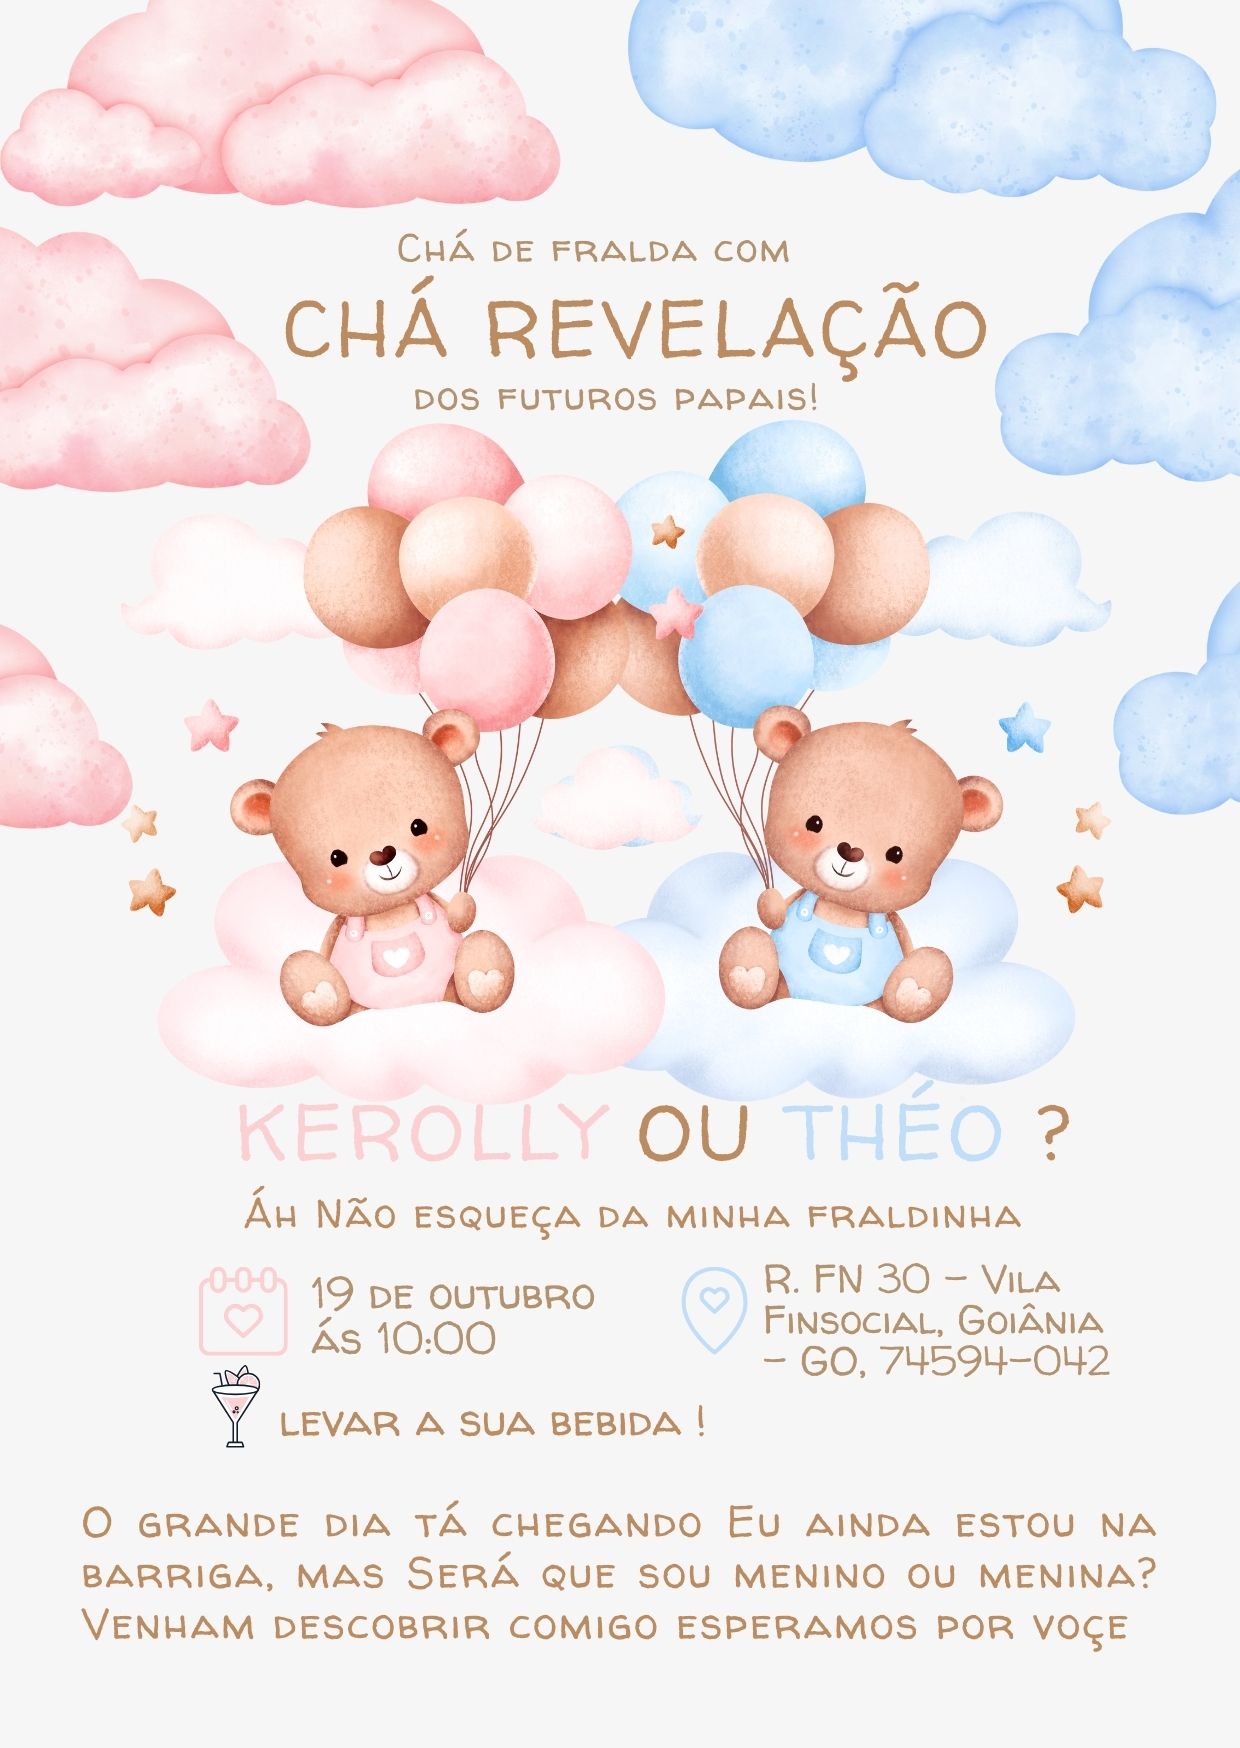 Chá de fralda com
CHÁ REVELAÇÃO
dos futuros papais!
KEROLLY OU THÉO ?
Áh Não esqueça da minha fraldinha
19 de outubro
ás 10:00
R. FN 30 - Vila
Finsocial, Goiânia
- GO, 74594-042
levar a sua bebida !
O grande dia tá chegando Eu ainda estou na
barriga, mas Será que sou menino ou menina?
Venham descobrir comigo esperamos por voçe